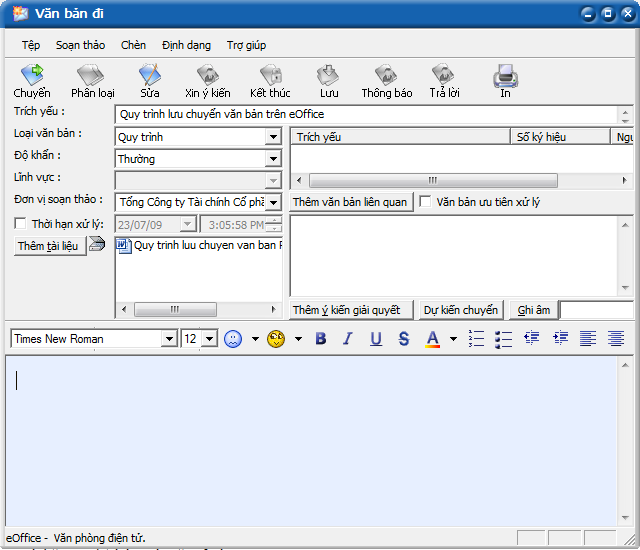 Văn bản đi
Tệp Soạn thảo Chèn Định dạng Trợ giúp
Chuyển Phân loại Sửa Xin ý kiến Kết thúc Lưu Thông báo Trả lời In
Trích yếu : Quy trình lưu chuyển văn bản trên eOffice
Loại văn bản : Quy trình Trích yếu Số ký hiệu Ngu
Độ khẩn : Thường
Lĩnh vực :
Đơn vị soạn thảo : Tổng Công ty Tài chính Cổ phầ Thêm văn bản liên quan Văn bản ưu tiên xử lý
Thời hạn xử lý: 23/07/09 3:05:58 PM
Thêm tài liệu Quy trinh luu chuyen van ban P
Thêm ý kiến giải quyết Dự kiến chuyển Ghi âm
Times New Roman 12 B I U S A
eOffice - Văn phòng điện tử.